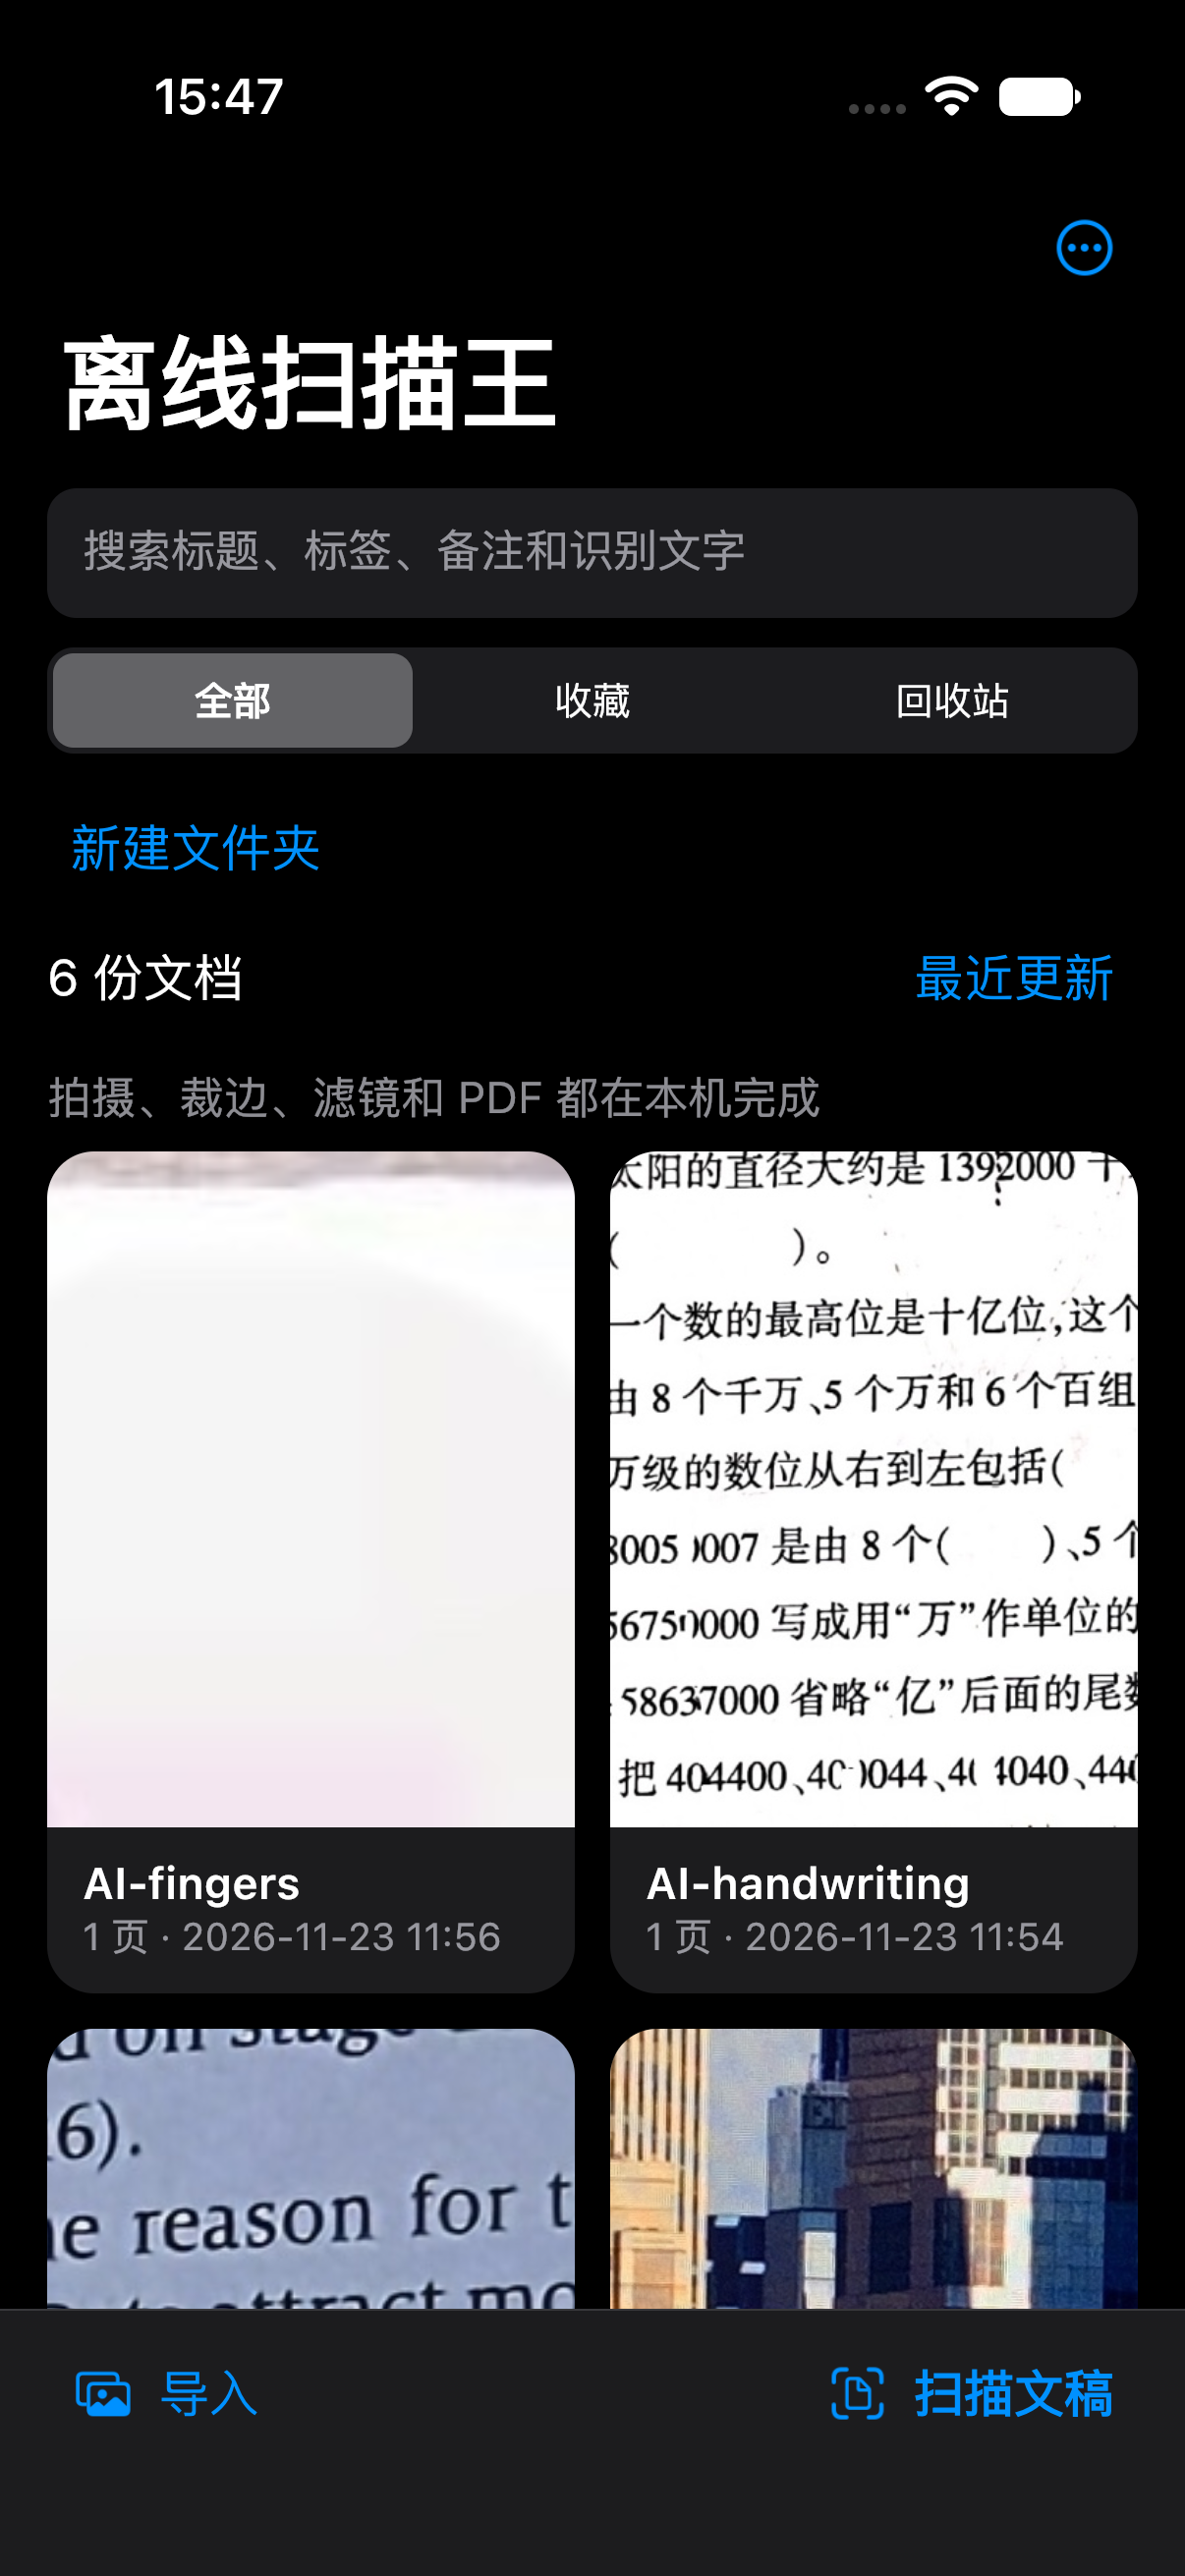 15:47
离线扫描王
搜索标题、标签、备注和识别文字
全部 收藏 回收站
新建文件夹
6 份文档 最近更新
拍摄、裁边、滤镜和 PDF 都在本机完成
太阳的直径大约是 1392000 千
( )。
一个数的最高位是十亿位,这个
由 8 个千万、5 个万和 6 个百组
万级的数位从右到左包括(
是由 8 个( )、5 个
0000 写成用“万”作单位的
58637000 省略“亿”后面的尾数
把 404400、
AI-fingers
1 页 · 2026-11-23 11:56
AI-handwriting
1 页 · 2026-11-23 11:54
on stage
6).
reason for t
attract
导入 扫描文稿